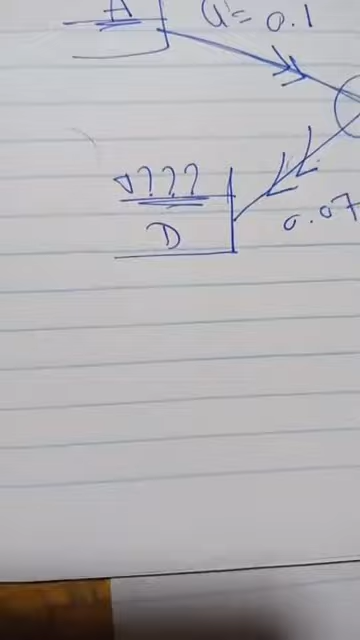 A
Q = 0.1
▽???
D
0.07